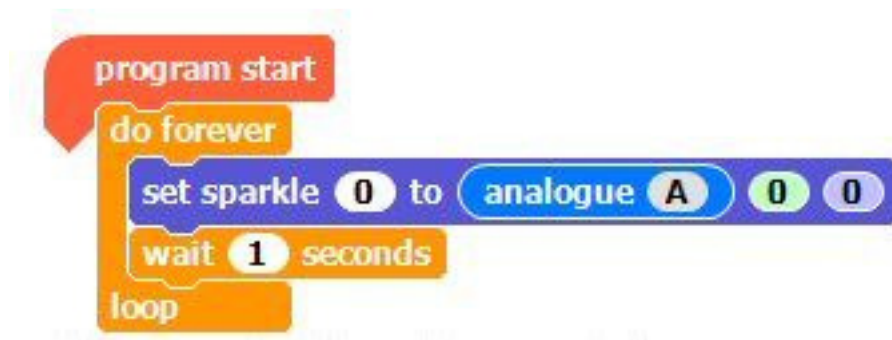 program start
do forever
set sparkle 0 to analogue A 0 0
wait 1 seconds
loop